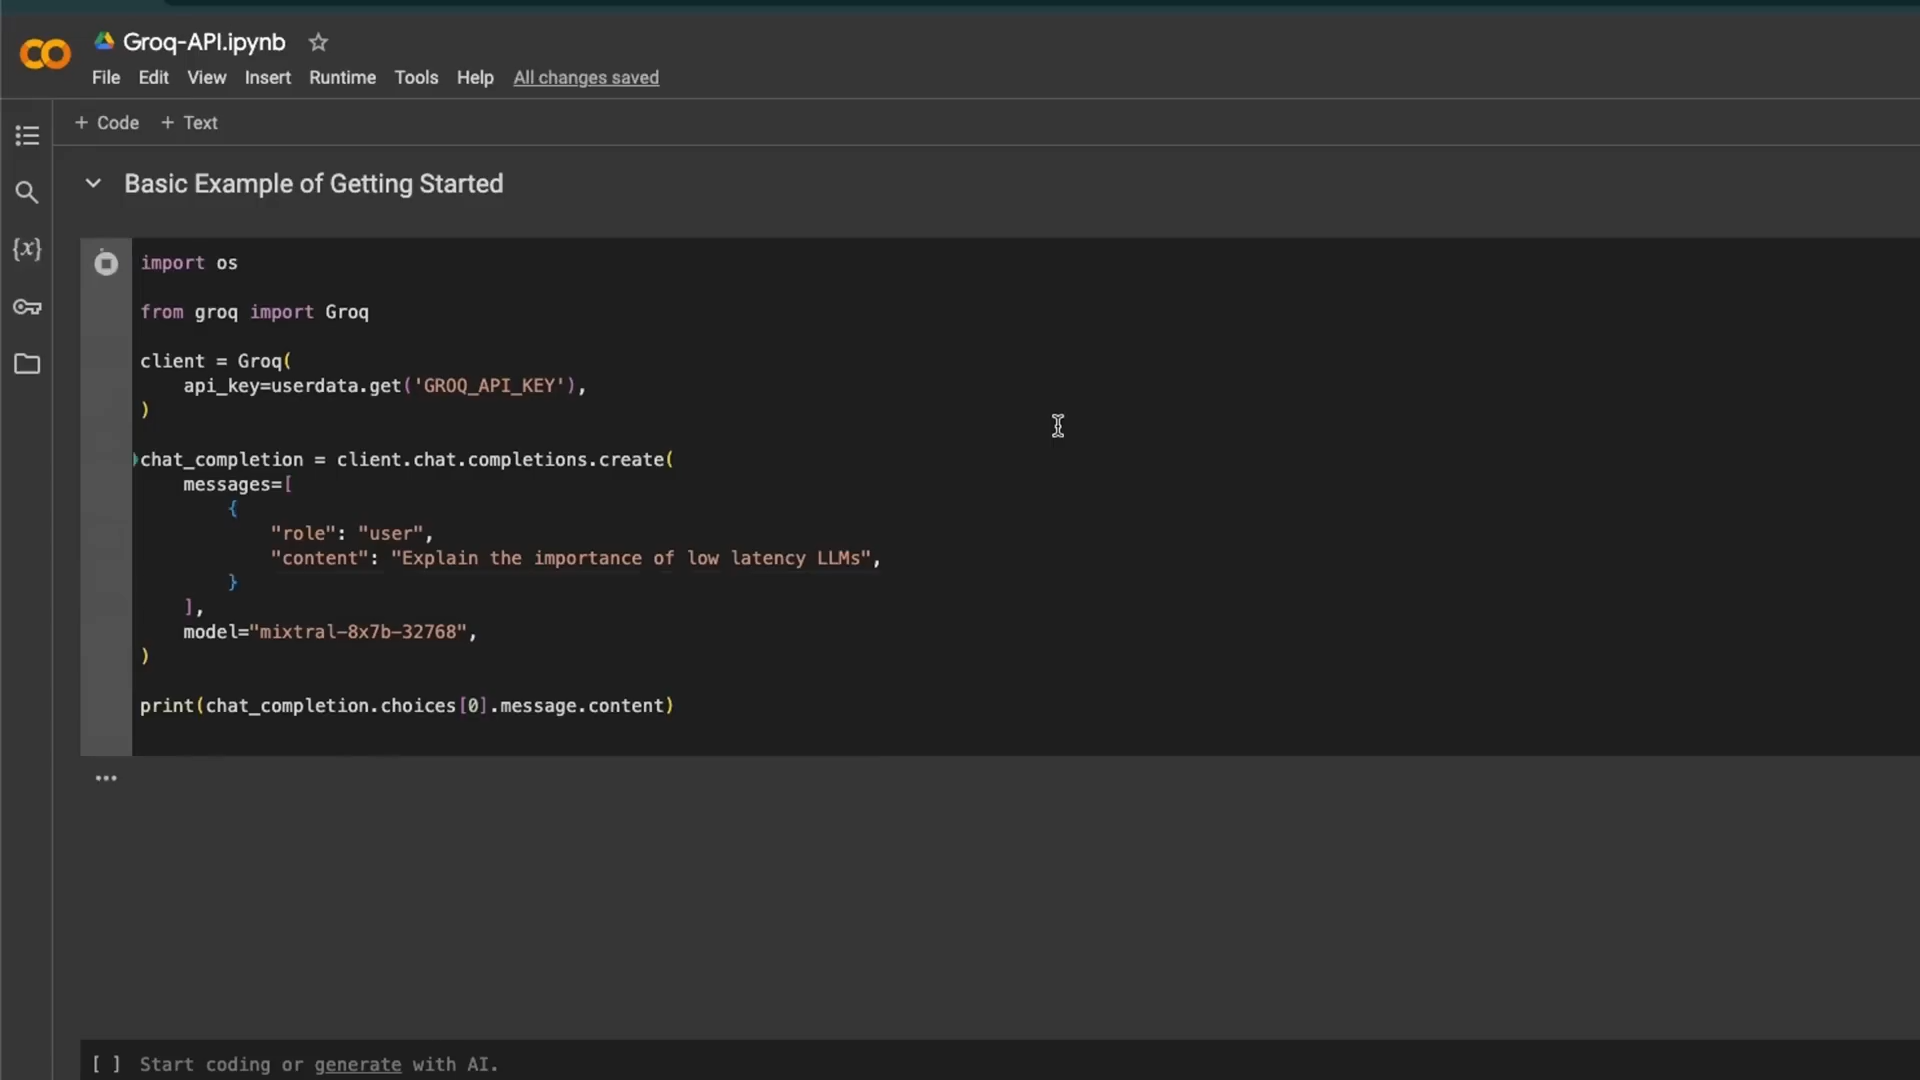 Groq-API.ipynb
File Edit View Insert Runtime Tools Help All changes saved
+ Code + Text
Basic Example of Getting Started
import os
from groq import Groq
client = Groq(
    api_key=userdata.get('GROQ_API_KEY'),
)
chat_completion = client.chat.completions.create(
    messages=[
        {
            "role": "user",
            "content": "Explain the importance of low latency LLMs",
        }
    ],
    model="mixtral-8x7b-32768",
)
print(chat_completion.choices[0].message.content)
[ ] Start coding or generate with AI.